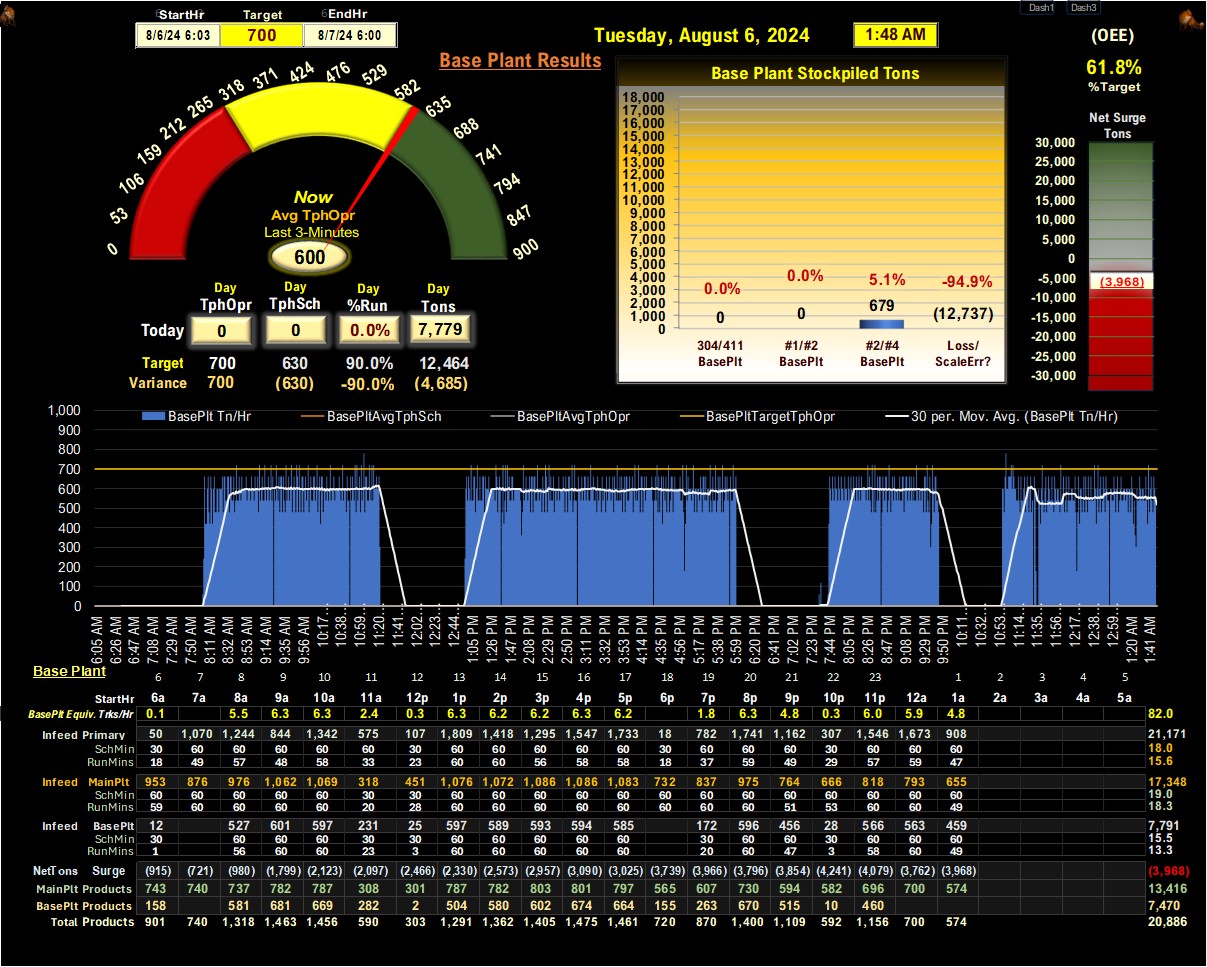 Dash1 Dash3
StartHr Target EndHr
8/6/24 6:03 700 8/7/24 6:00
Tuesday, August 6, 2024 1:48 AM (OEE)
Base Plant Results
61.8%
%Target
Base Plant Stockpiled Tons
Net Surge
Tons
0 53 106 159 212 265 318 371 424 476 529 582 635 688 741 794 847 900
Now
Avg TphOpr
Last 3-Minutes
600
18,000
17,000
16,000
15,000
14,000
13,000
12,000
11,000
10,000
9,000
8,000
7,000
6,000
5,000
4,000
3,000
2,000
1,000
0
0.0% 0.0% 5.1% -94.9%
0 0 679 (12,737)
304/411 #1/#2 #2/#4 Loss/
BasePlt BasePlt BasePlt ScaleErr?
30,000
25,000
20,000
15,000
10,000
5,000
0
-5,000
(3,968)
-10,000
-15,000
-20,000
-25,000
-30,000
Day Day Day Day
TphOpr TphSch %Run Tons
Today 0 0 0.0% 7,779
Target 700 630 90.0% 12,464
Variance 700 (630) -90.0% (4,685)
BasePlt Tn/Hr BasePltAvgTphSch BasePltAvgTphOpr BasePltTargetTphOpr 30 per. Mov. Avg. (BasePlt Tn/Hr)
1,000
900
800
700
600
500
400
300
200
100
0
6:05 AM 6:26 AM 6:47 AM 7:08 AM 7:29 AM 7:50 AM 8:11 AM 8:32 AM 8:53 AM 9:14 AM 9:35 AM 9:56 AM 10:17... 10:38... 10:59... 11:20... 11:41... 12:02... 12:23... 12:44... 1:05 PM 1:26 PM 1:47 PM 2:08 PM 2:29 PM 2:50 PM 3:11 PM 3:32 PM 3:53 PM 4:14 PM 4:35 PM 4:56 PM 5:17 PM 5:38 PM 5:59 PM 6:20 PM 6:41 PM 7:02 PM 7:23 PM 7:44 PM 8:05 PM 8:26 PM 8:47 PM 9:08 PM 9:29 PM 9:50 PM 10:11... 10:32... 10:53... 11:14... 11:35... 11:56... 12:17... 12:38... 12:59... 1:20 AM 1:41 AM
Base Plant 6 7 8 9 10 11 12 13 14 15 16 17 18 19 20 21 22 23 1 2 3 4 5
StartHr 6a 7a 8a 9a 10a 11a 12p 1p 2p 3p 4p 5p 6p 7p 8p 9p 10p 11p 12a 1a 2a 3a 4a 5a
BasePlt Equiv. Trks/Hr 0.1 5.5 6.3 6.3 2.4 0.3 6.3 6.2 6.2 6.3 6.2 1.8 6.3 4.8 0.3 6.0 5.9 4.8 82.0
Infeed Primary 50 1,070 1,244 844 1,342 575 107 1,809 1,418 1,295 1,547 1,733 18 782 1,741 1,162 307 1,546 1,673 908 21,171
SchMin 30 60 60 60 60 60 30 60 60 60 60 60 30 60 60 60 30 60 60 60 18.0
RunMins 18 49 57 48 58 33 23 60 60 56 58 58 18 37 59 49 29 57 59 47 15.6
Infeed MainPlt 953 876 976 1,062 1,069 318 451 1,076 1,072 1,086 1,086 1,083 732 837 975 764 666 818 793 655 17,348
SchMin 60 60 60 60 60 30 60 60 60 60 60 60 60 60 60 60 60 60 60 60 19.0
RunMins 59 60 60 60 60 20 28 60 60 60 60 60 60 60 60 51 53 60 60 49 18.3
Infeed BasePlt 12 527 601 597 231 25 597 589 593 594 585 172 596 456 28 566 563 459 7,791
SchMin 30 60 60 60 30 30 60 60 60 60 60 30 60 60 30 60 60 60 15.5
RunMins 1 56 60 60 23 3 60 60 60 60 60 20 60 47 3 58 60 49 13.3
NetTons Surge (915) (721) (980) (1,799) (2,123) (2,097) (2,466) (2,330) (2,573) (2,957) (3,090) (3,025) (3,739) (3,966) (3,796) (3,854) (4,241) (4,079) (3,762) (3,968) (3,968)
MainPlt Products 743 740 737 782 787 308 301 787 782 803 801 797 565 607 730 594 582 696 700 574 13,416
BasePlt Products 158 581 681 669 282 2 504 580 602 674 664 155 263 670 515 10 460 7,470
Total Products 901 740 1,318 1,463 1,456 590 303 1,291 1,362 1,405 1,475 1,461 720 870 1,400 1,109 592 1,156 700 574 20,886